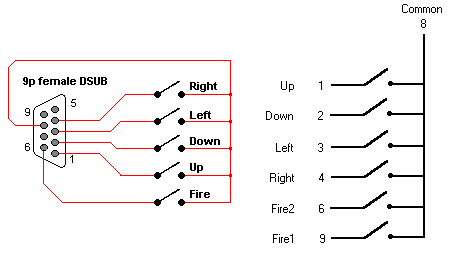 9p female DSUB
5
9
6
1
Right
Left
Down
Up
Fire
Common
8
Up 1
Down 2
Left 3
Right 4
Fire2 6
Fire1 9